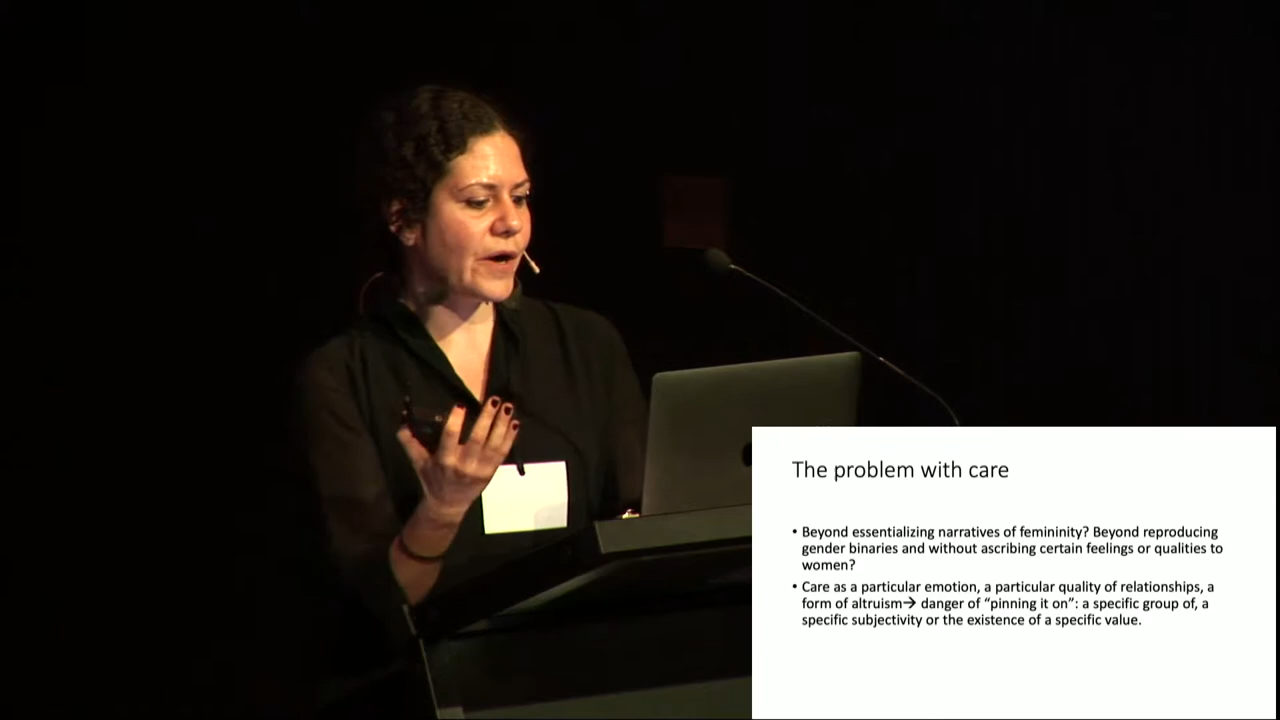 The problem with care
• Beyond essentializing narratives of femininity? Beyond reproducing
gender binaries and without ascribing certain feelings or qualities to
women?
• Care as a particular emotion, a particular quality of relationships, a
form of altruism→ danger of “pinning it on”: a specific group of, a
specific subjectivity or the existence of a specific value.